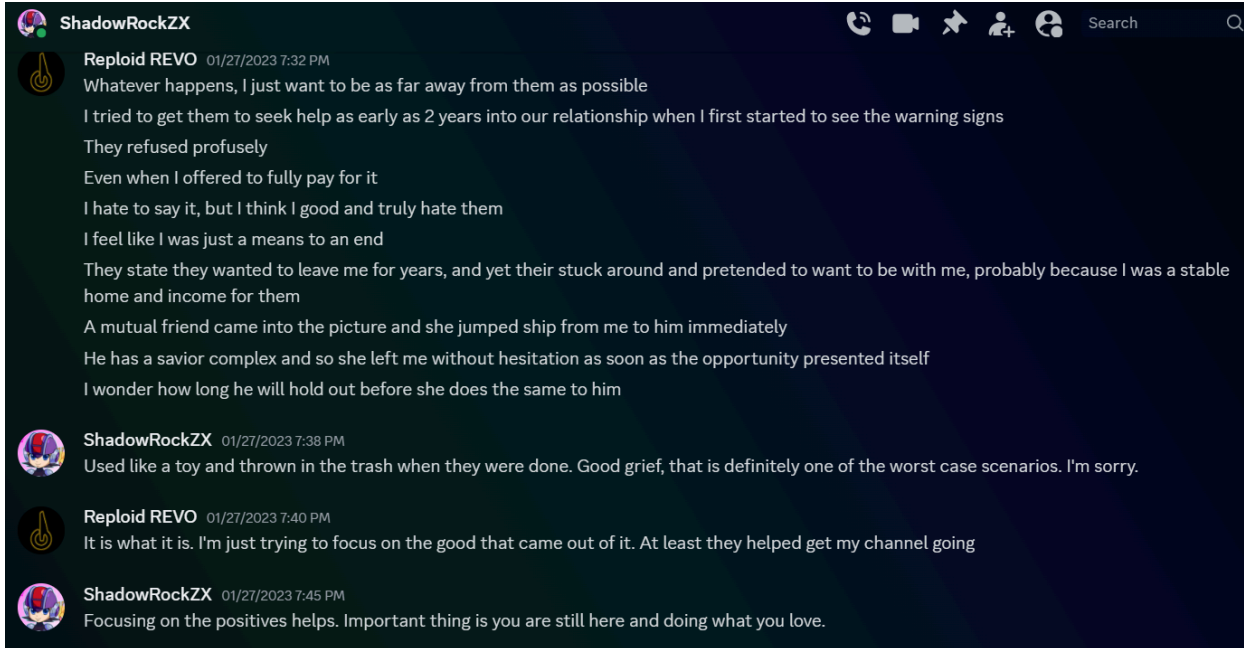 ShadowRockZX
Search
Reploid REVO 01/27/2023 7:32 PM
Whatever happens, I just want to be as far away from them as possible
I tried to get them to seek help as early as 2 years into our relationship when I first started to see the warning signs
They refused profusely
Even when I offered to fully pay for it
I hate to say it, but I think I good and truly hate them
I feel like I was just a means to an end
They state they wanted to leave me for years, and yet their stuck around and pretended to want to be with me, probably because I was a stable
home and income for them
A mutual friend came into the picture and she jumped ship from me to him immediately
He has a savior complex and so she left me without hesitation as soon as the opportunity presented itself
I wonder how long he will hold out before she does the same to him
ShadowRockZX 01/27/2023 7:38 PM
Used like a toy and thrown in the trash when they were done. Good grief, that is definitely one of the worst case scenarios. I'm sorry.
Reploid REVO 01/27/2023 7:40 PM
It is what it is. I'm just trying to focus on the good that came out of it. At least they helped get my channel going
ShadowRockZX 01/27/2023 7:45 PM
Focusing on the positives helps. Important thing is you are still here and doing what you love.